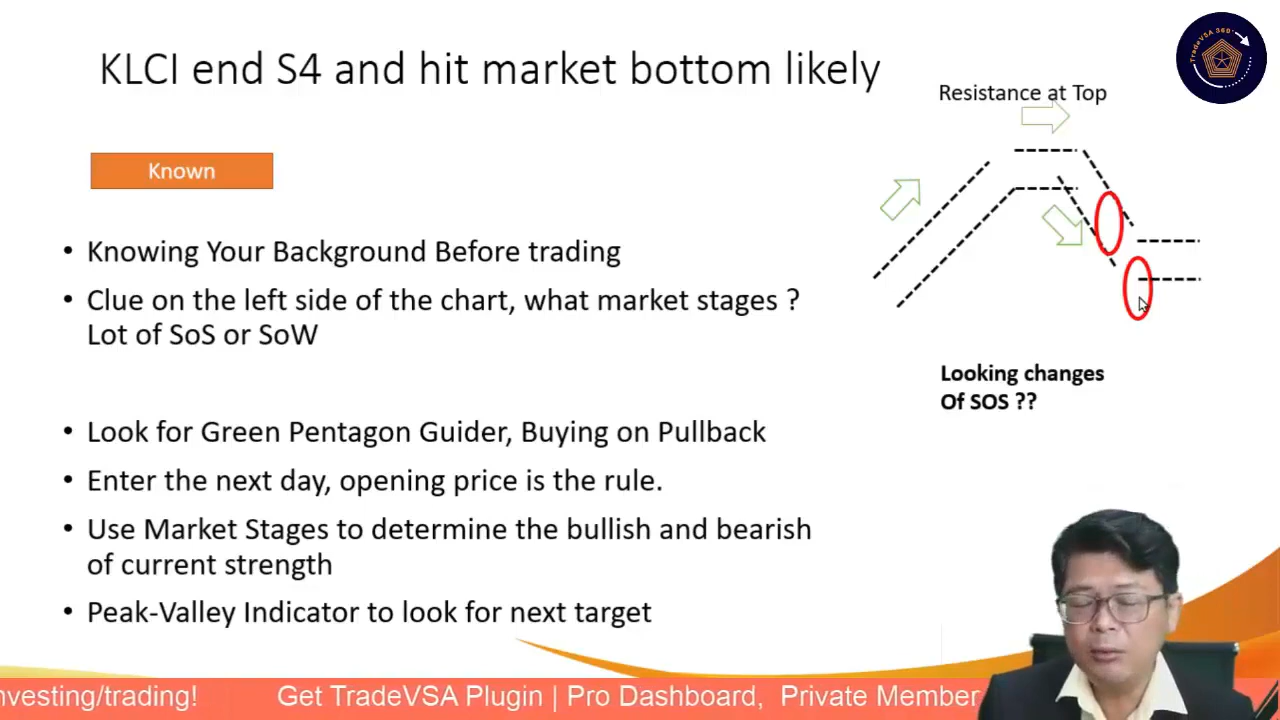 KLCI end S4 and hit market bottom likely
TradeVSA 360°
Resistance at Top
Known
• Knowing Your Background Before trading
• Clue on the left side of the chart, what market stages ?
Lot of SoS or SoW
Looking changes
Of SOS ??
• Look for Green Pentagon Guider, Buying on Pullback
• Enter the next day, opening price is the rule.
• Use Market Stages to determine the bullish and bearish
of current strength
• Peak-Valley Indicator to look for next target
nvesting/trading! Get TradeVSA Plugin | Pro Dashboard, Private Member